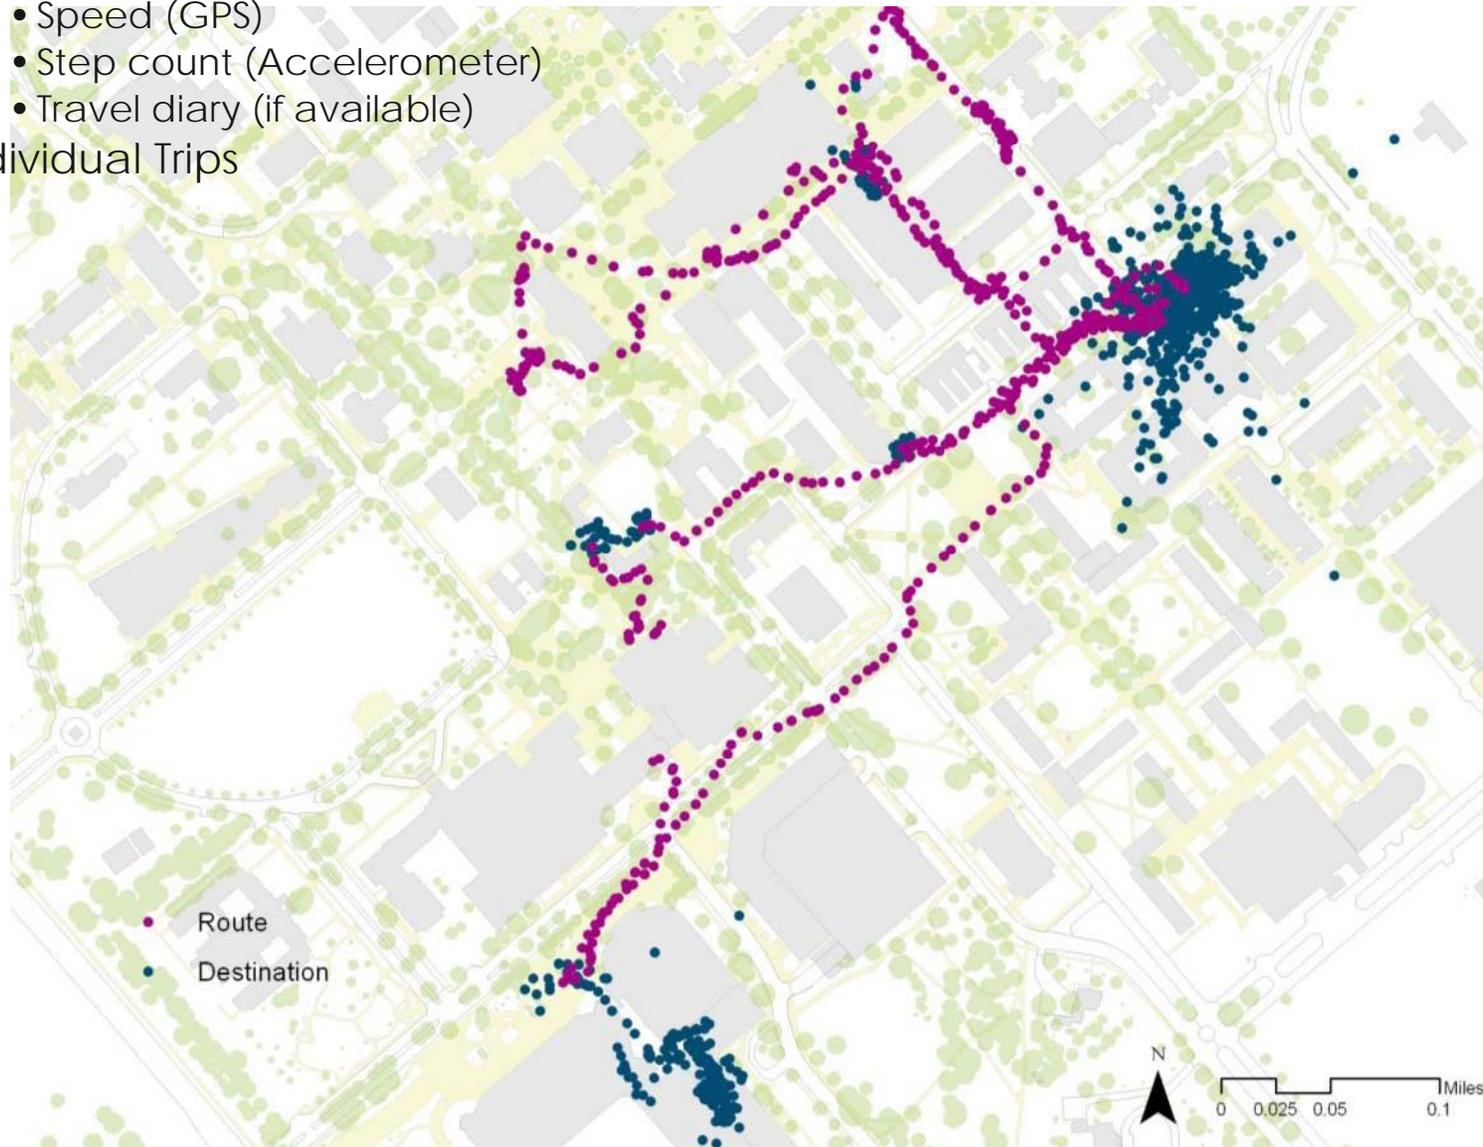 • Speed (GPS)
• Step count (Accelerometer)
• Travel diary (if available)
dividual Trips
Route
Destination
N
Miles
0 0.025 0.05 0.1